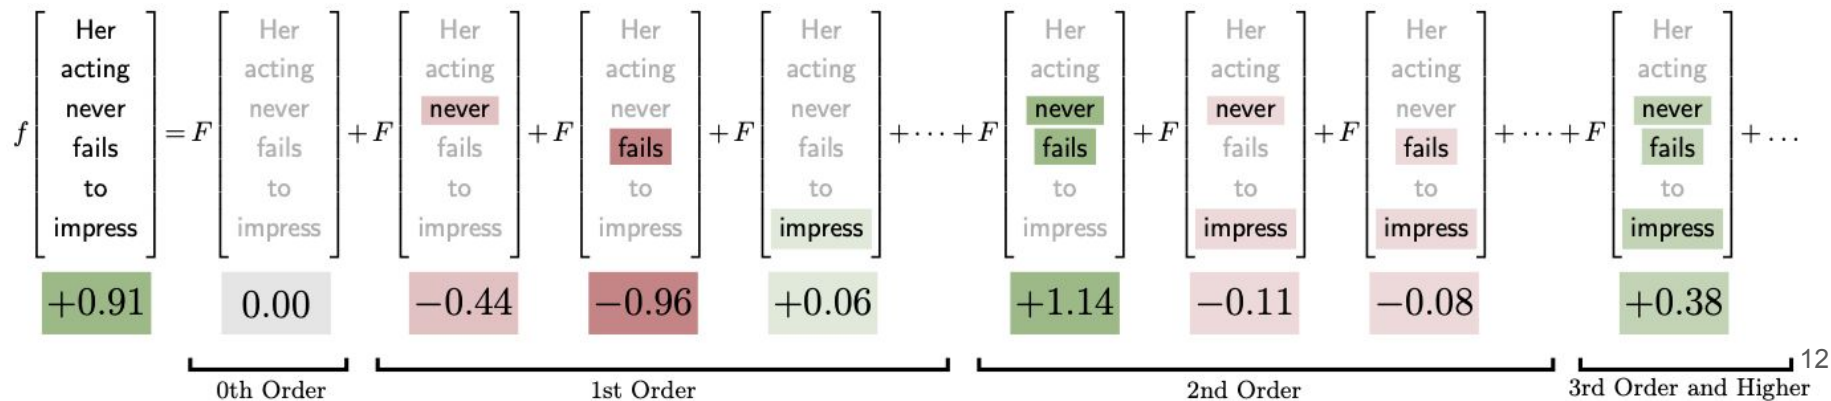 Her Her Her Her Her Her Her Her Her
acting acting acting acting acting acting acting acting acting
never never never never never never never never never
f = F + F + F + F + ⋯ + F + F + F + ⋯ + F + …
fails fails fails fails fails fails fails fails fails
to to to to to to to to to
impress impress impress impress impress impress impress impress impress
+0.91 0.00 −0.44 −0.96 +0.06 +1.14 −0.11 −0.08 +0.38
12
0th Order 1st Order 2nd Order 3rd Order and Higher